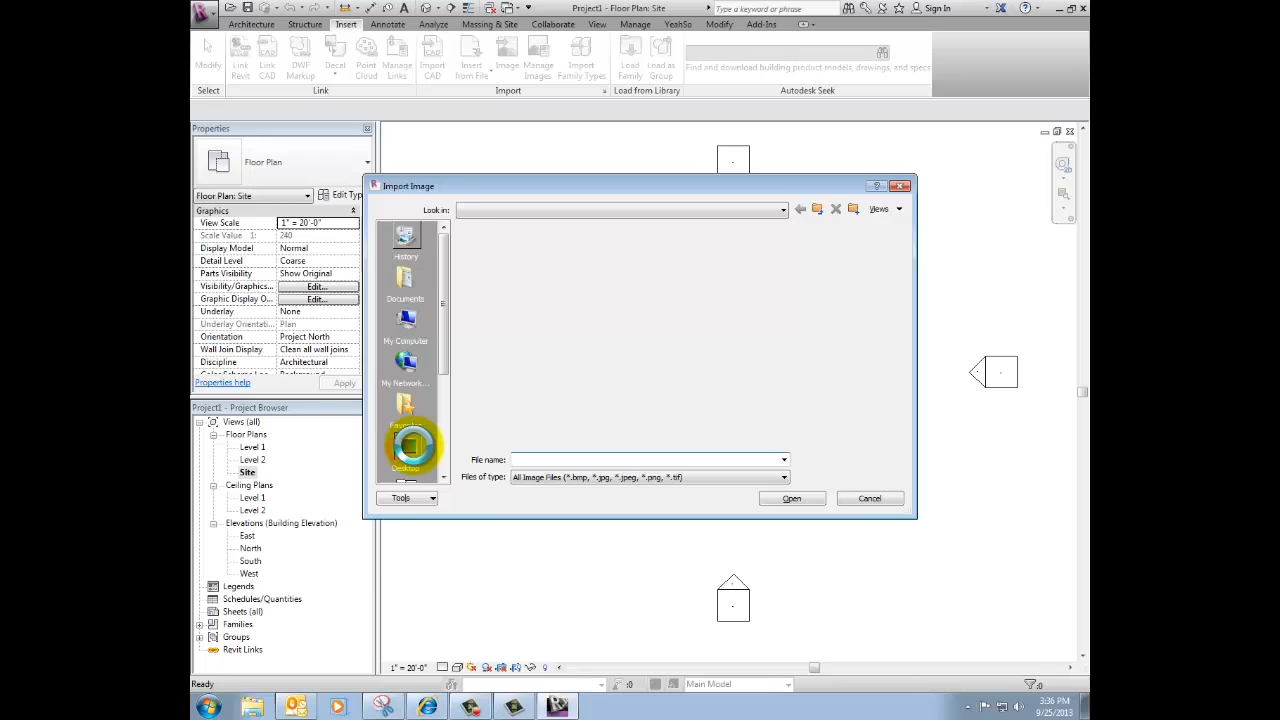 Project1 - Floor Plan: Site
Type a keyword or phrase
Sign In
Architecture Structure Insert Annotate Analyze Massing & Site Collaborate View Manage YeahSo Modify Add-Ins
Modify
Link Revit
Link CAD
DWF Markup
Decal
Point Cloud
Manage Links
Import CAD
Insert from File
Image
Manage Images
Import Family Types
Load Family
Load as Group
Find and download building product models, drawings, and specs
Select Link Import Load from Library Autodesk Seek
Properties
Floor Plan
Floor Plan: Site Edit Typ
Graphics
View Scale 1" = 20'-0"
Scale Value 1: 240
Display Model Normal
Detail Level Coarse
Parts Visibility Show Original
Visibility/Graphics... Edit...
Graphic Display O... Edit...
Underlay None
Underlay Orientati... Plan
Orientation Project North
Wall Join Display Clean all wall joins
Discipline Architectural
Properties help Apply
Project1 - Project Browser
Views (all)
Floor Plans
Level 1
Level 2
Site
Ceiling Plans
Level 1
Level 2
Elevations (Building Elevation)
East
North
South
West
Legends
Schedules/Quantities
Sheets (all)
Families
Groups
Revit Links
Import Image
Look in:
Views
History
Documents
My Computer
My Network...
Favorites
Desktop
File name:
Files of type: All Image Files (*.bmp, *.jpg, *.jpeg, *.png, *.tif)
Tools Open Cancel
1" = 20'-0"
Ready :0 Main Model :0
3:36 PM
9/25/2013